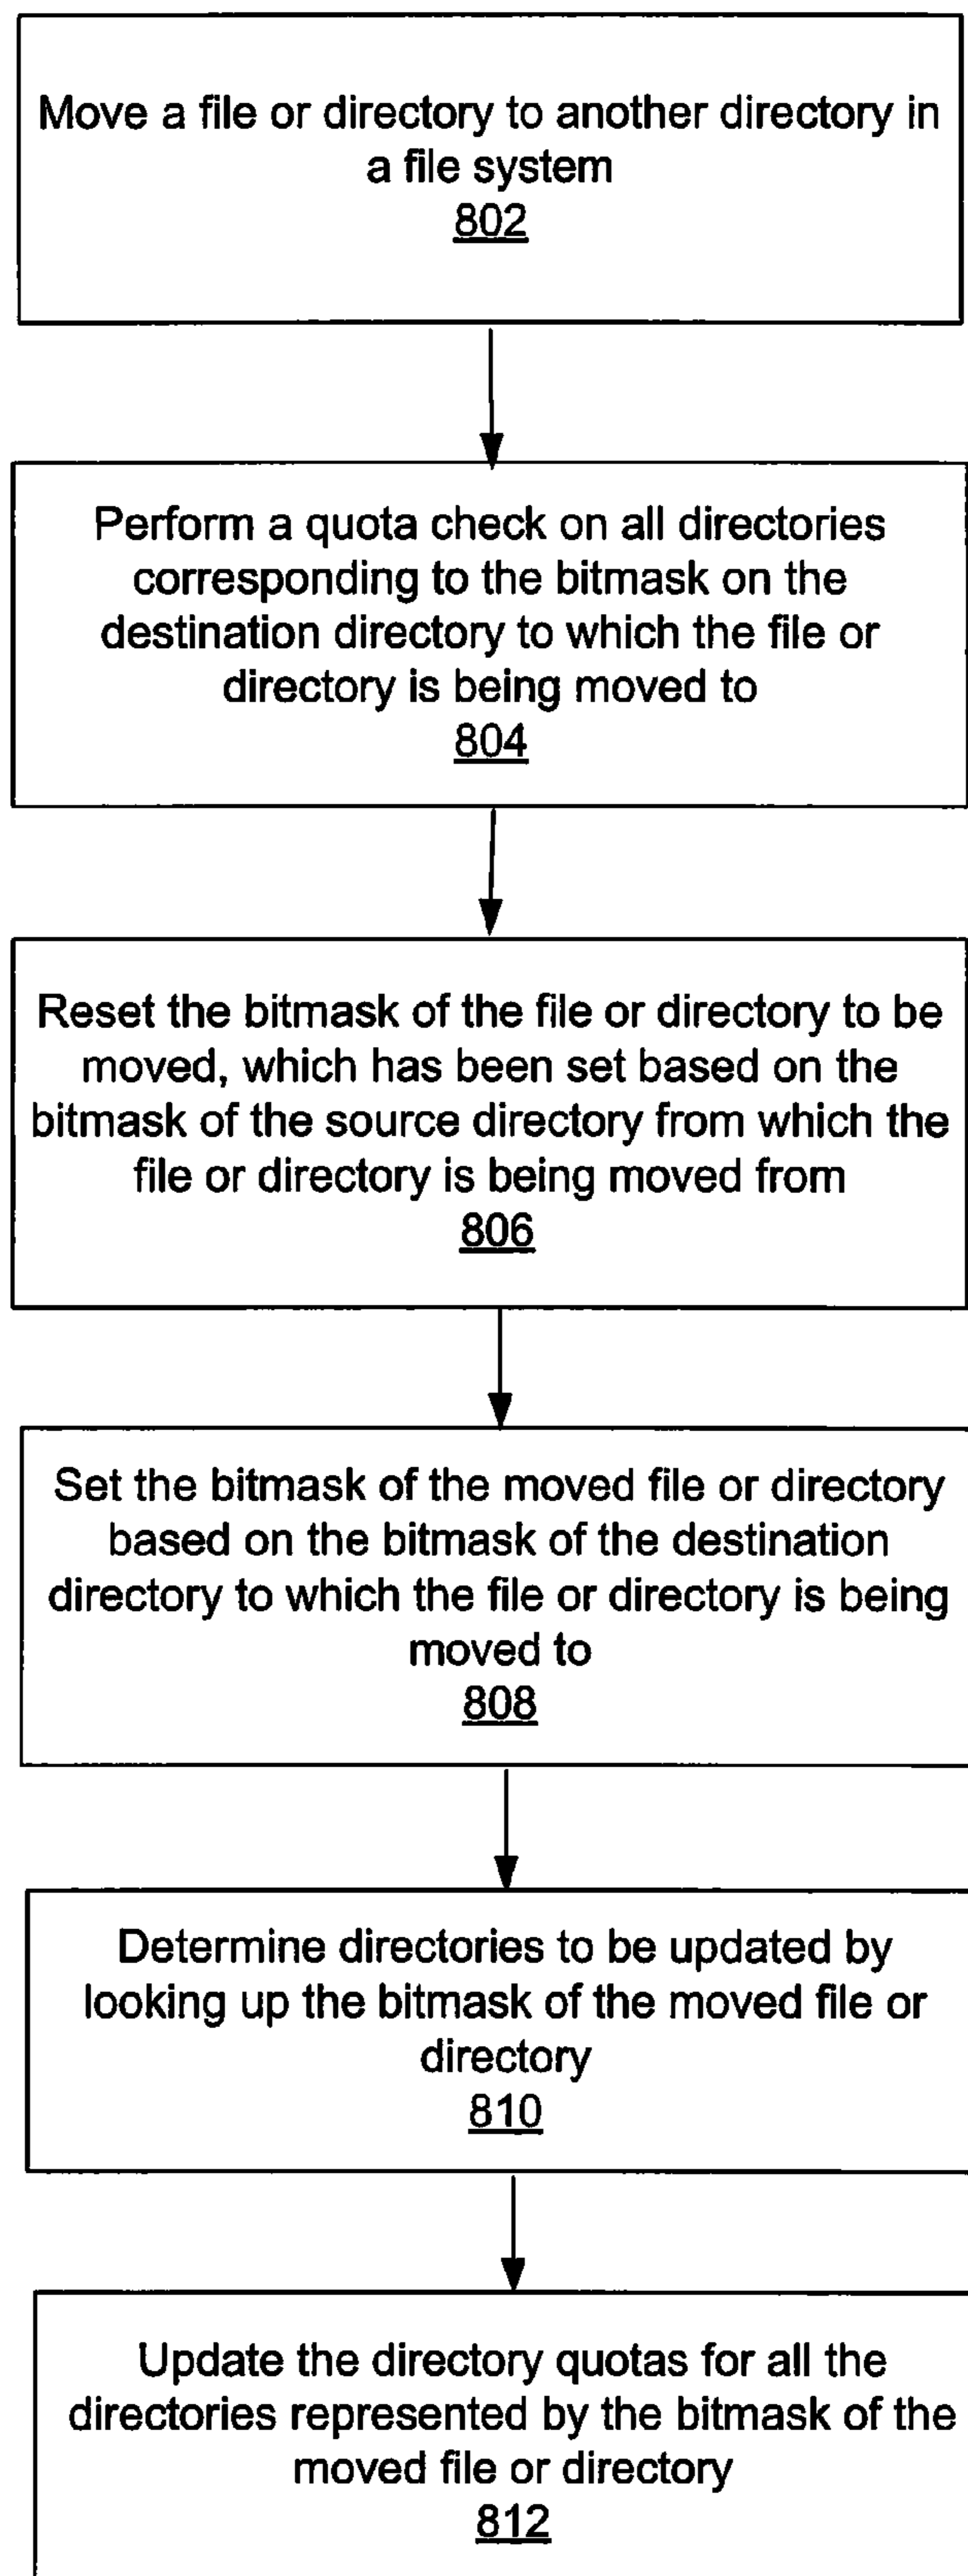 Move a file or directory to another directory in
a file system
802
Perform a quota check on all directories
corresponding to the bitmask on the
destination directory to which the file or
directory is being moved to
804
Reset the bitmask of the file or directory to be
moved, which has been set based on the
bitmask of the source directory from which the
file or directory is being moved from
806
Set the bitmask of the moved file or directory
based on the bitmask of the destination
directory to which the file or directory is being
moved to
808
Determine directories to be updated by
looking up the bitmask of the moved file or
directory
810
Update the directory quotas for all the
directories represented by the bitmask of the
moved file or directory
812